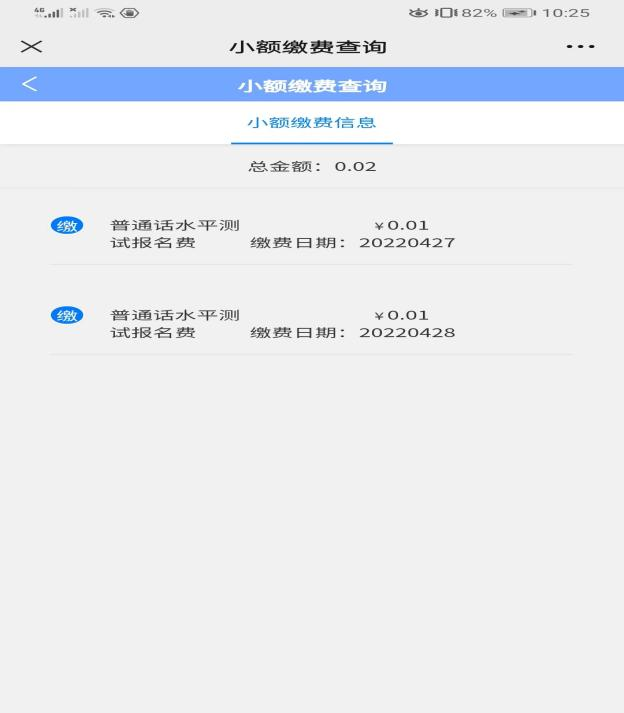 4G 82% 10:25
小额缴费查询
小额缴费查询
小额缴费信息
总金额：0.02
缴 普通话水平测 ¥0.01
试报名费 缴费日期：20220427
缴 普通话水平测 ¥0.01
试报名费 缴费日期：20220428